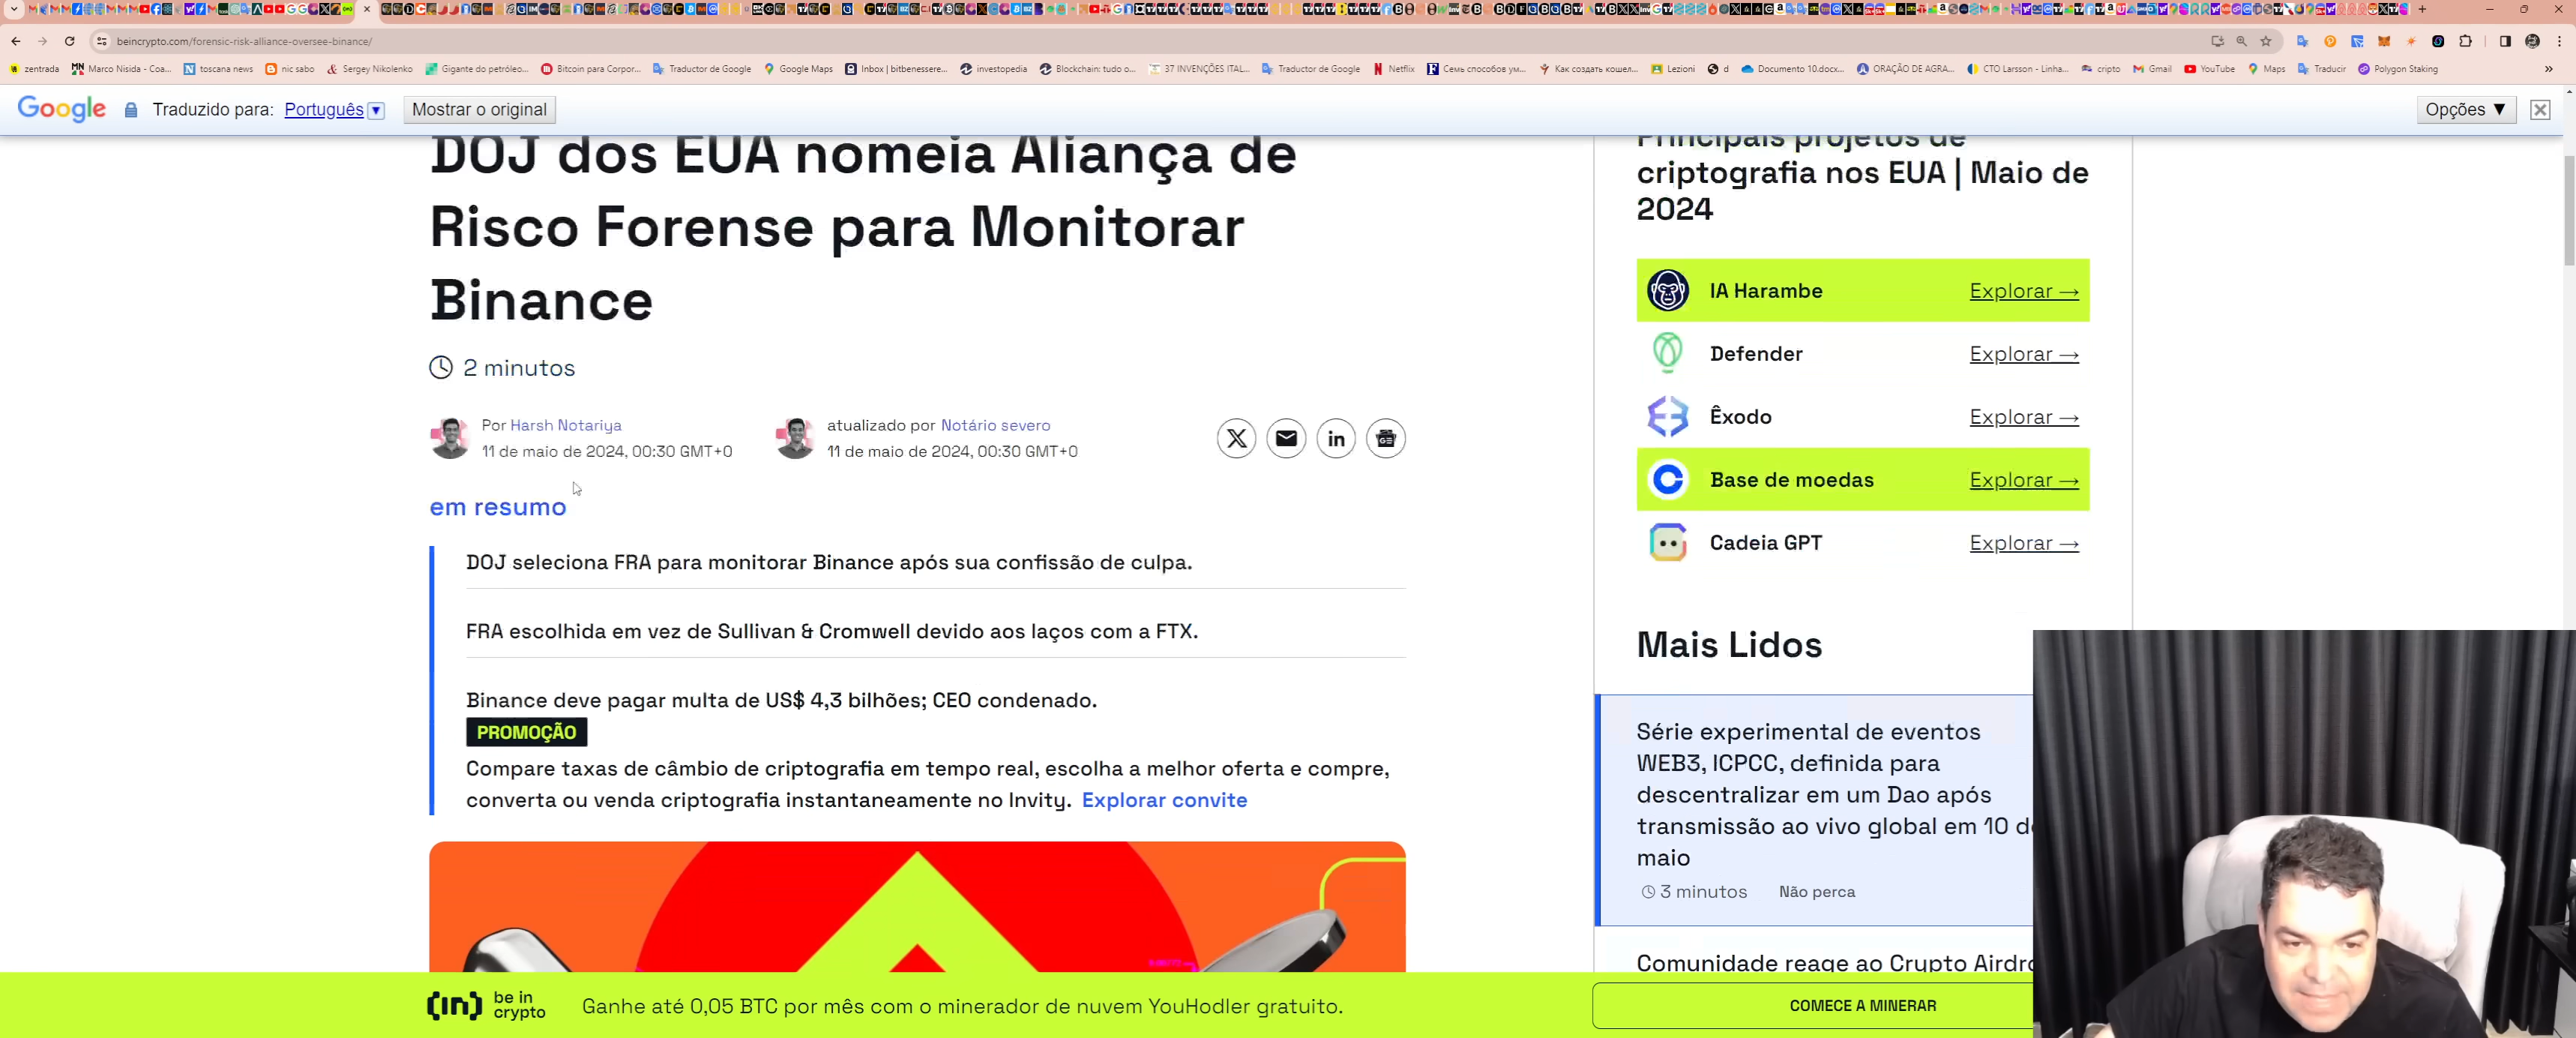 beincrypto.com/forensic-risk-alliance-oversee-binance/
zentrada
Marco Nisida - Coa...
toscana news
nic sabo
Sergey Nikolenko
Gigante do petróleo...
Bitcoin para Corpor...
Traductor de Google
Google Maps
Inbox | bitbenessere...
investopedia
Blockchain: tudo o...
37 INVENÇÕES ITAL...
Traductor de Google
Netflix
Семь способов ум...
Как создать кошел...
Lezioni
d
Documento 10.docx...
ORAÇÃO DE AGRA...
CTO Larsson - Linha...
cripto
Gmail
YouTube
Maps
Traducir
Polygon Staking
Google
Traduzido para: Português
Mostrar o original
Opções ▼
DOJ dos EUA nomeia Aliança de
Risco Forense para Monitorar
Binance
2 minutos
Por Harsh Notariya
11 de maio de 2024, 00:30 GMT+0
atualizado por Notário severo
11 de maio de 2024, 00:30 GMT+0
em resumo
DOJ seleciona FRA para monitorar Binance após sua confissão de culpa.
FRA escolhida em vez de Sullivan & Cromwell devido aos laços com a FTX.
Binance deve pagar multa de US$ 4,3 bilhões; CEO condenado.
PROMOÇÃO
Compare taxas de câmbio de criptografia em tempo real, escolha a melhor oferta e compre,
converta ou venda criptografia instantaneamente no Invity. Explorar convite
Principais projetos de
criptografia nos EUA | Maio de
2024
IA Harambe Explorar →
Defender Explorar →
Êxodo Explorar →
Base de moedas Explorar →
Cadeia GPT Explorar →
Mais Lidos
Série experimental de eventos
WEB3, ICPCC, definida para
descentralizar em um Dao após
transmissão ao vivo global em 10 de
maio
3 minutos Não perca
Comunidade reage ao Crypto Airdro
be in
crypto
Ganhe até 0,05 BTC por mês com o minerador de nuvem YouHodler gratuito.
COMECE A MINERAR